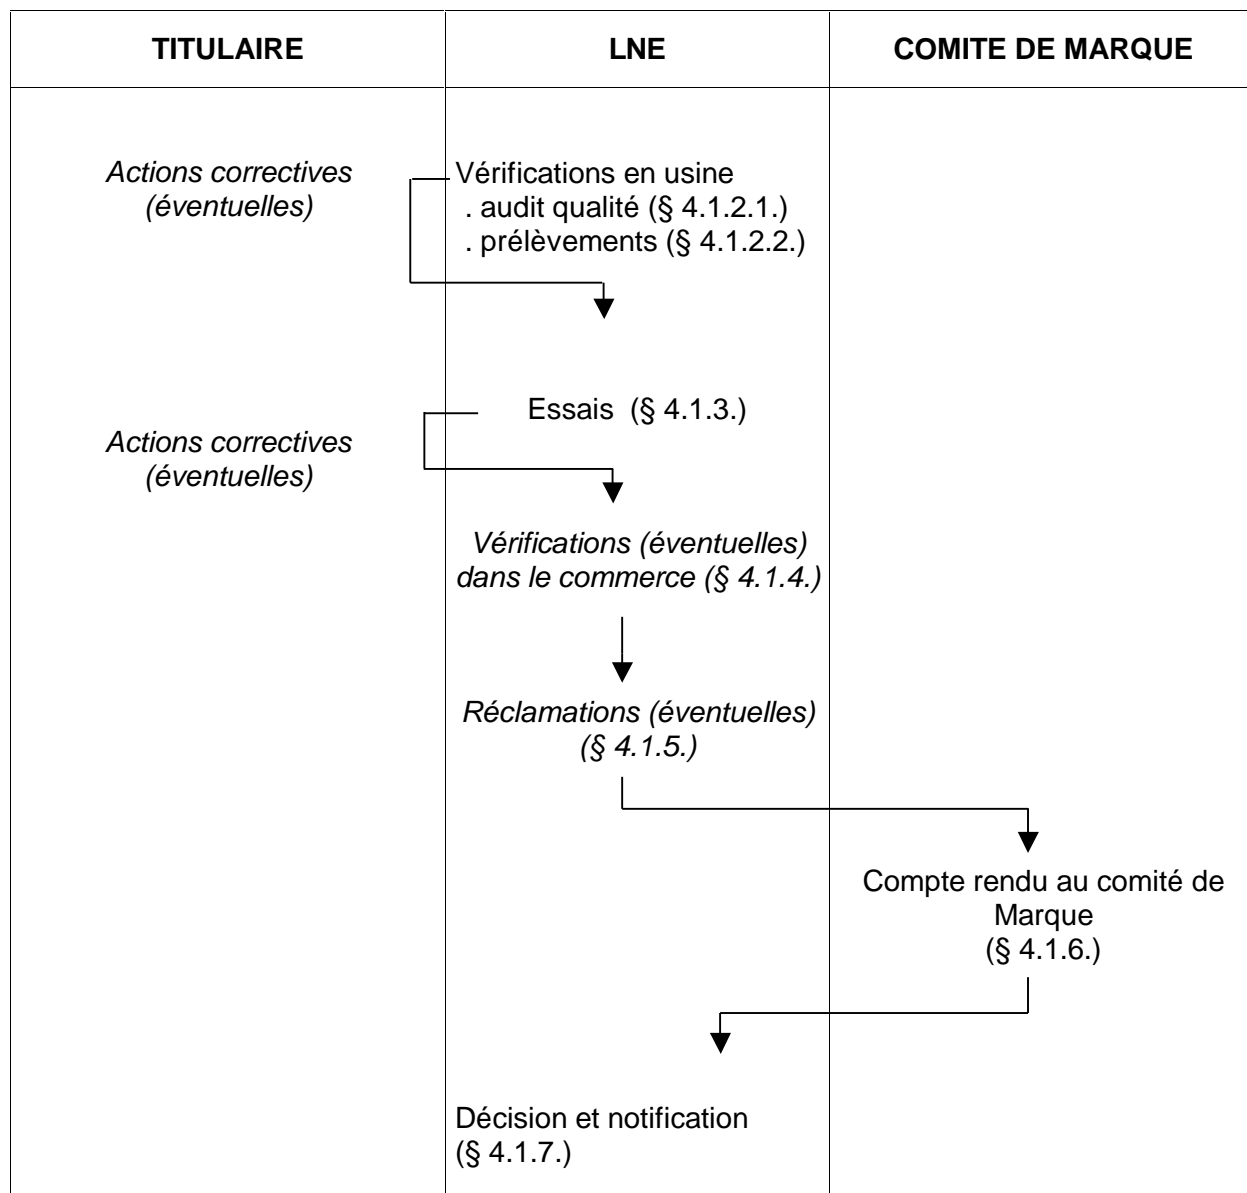 TITULAIRE
LNE
COMITE DE MARQUE
Actions correctives
(éventuelles)
Vérifications en usine
. audit qualité (§ 4.1.2.1.)
. prélèvements (§ 4.1.2.2.)
Essais (§ 4.1.3.)
Actions correctives
(éventuelles)
Vérifications (éventuelles)
dans le commerce (§ 4.1.4.)
Réclamations (éventuelles)
(§ 4.1.5.)
Compte rendu au comité de
Marque
(§ 4.1.6.)
Décision et notification
(§ 4.1.7.)